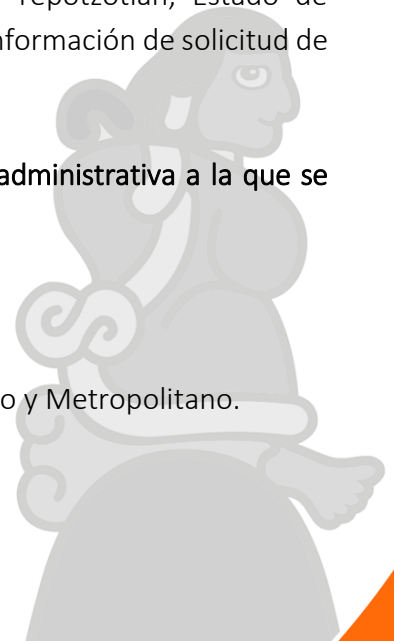 Tepotzotlán, Estado de
nformación de solicitud de
administrativa a la que se
o y Metropolitano.